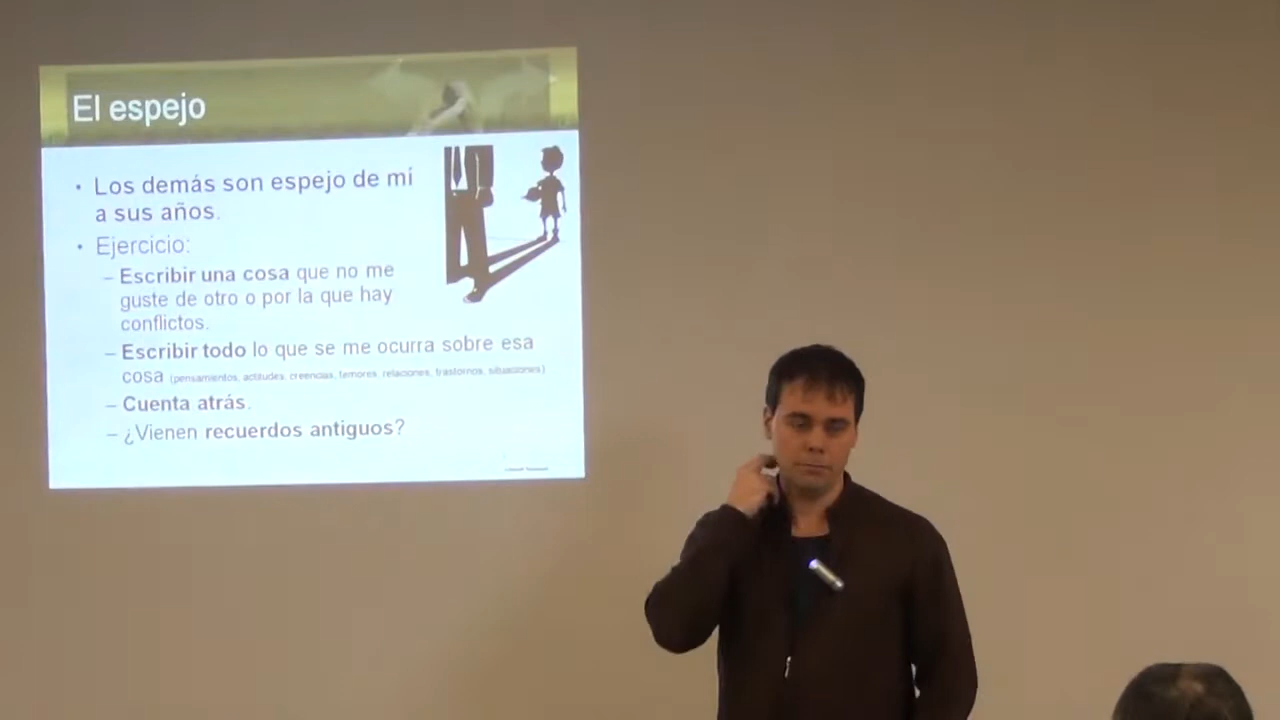 El espejo
• Los demás son espejo de mí
a sus años.
• Ejercicio:
– Escribir una cosa que no me
guste de otro o por la que hay
conflictos.
– Escribir todo lo que se me ocurra sobre esa
cosa (pensamientos, actitudes, creencias, temores, relaciones, trastornos, situaciones)
– Cuenta atrás.
– ¿Vienen recuerdos antiguos?